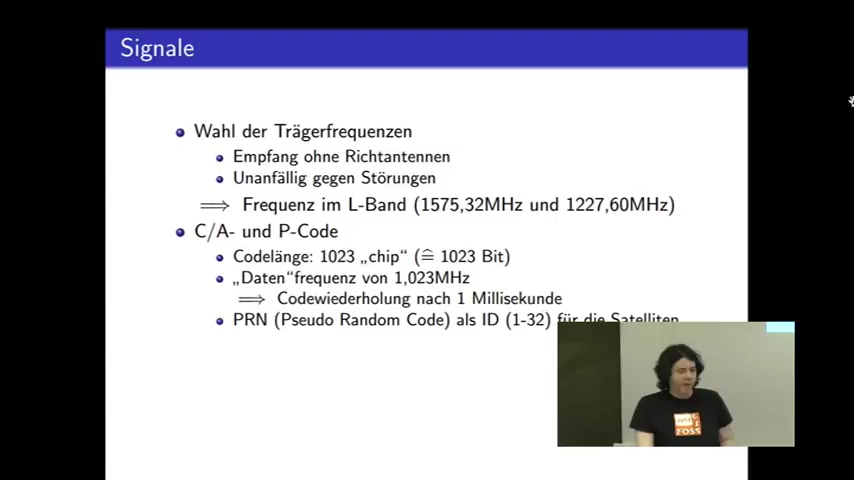 Signale
Wahl der Trägerfrequenzen
Empfang ohne Richtantennen
Unanfällig gegen Störungen
⟹ Frequenz im L-Band (1575,32MHz und 1227,60MHz)
C/A- und P-Code
Codelänge: 1023 „chip“ (≙ 1023 Bit)
„Daten“frequenz von 1,023MHz
⟹ Codewiederholung nach 1 Millisekunde
PRN (Pseudo Random Code) als ID (1-32) für die Satelliten
FOSS